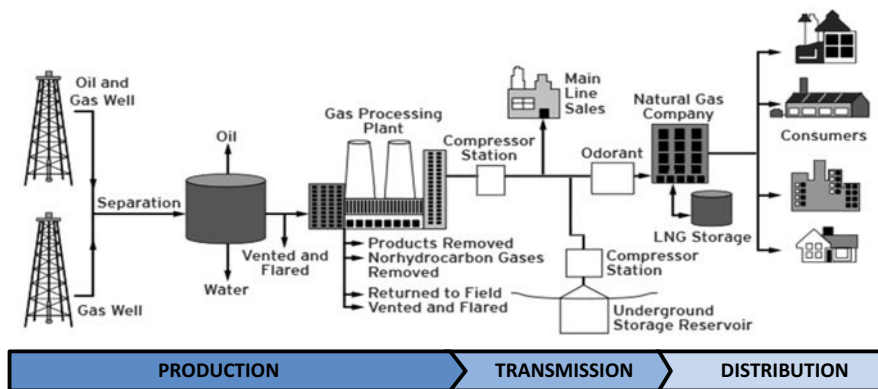 Oil and
Gas Well
Gas Well
Separation
Oil
Water
Vented and
Flared
Gas Processing
Plant
Products Removed
Norhydrocarbon Gases
Removed
Returned to Field
Vented and Flared
Compressor
Station
Main
Line
Sales
Compressor
Station
Underground
Storage Reservoir
Odorant
Natural Gas
Company
LNG Storage
Consumers
PRODUCTION
TRANSMISSION
DISTRIBUTION